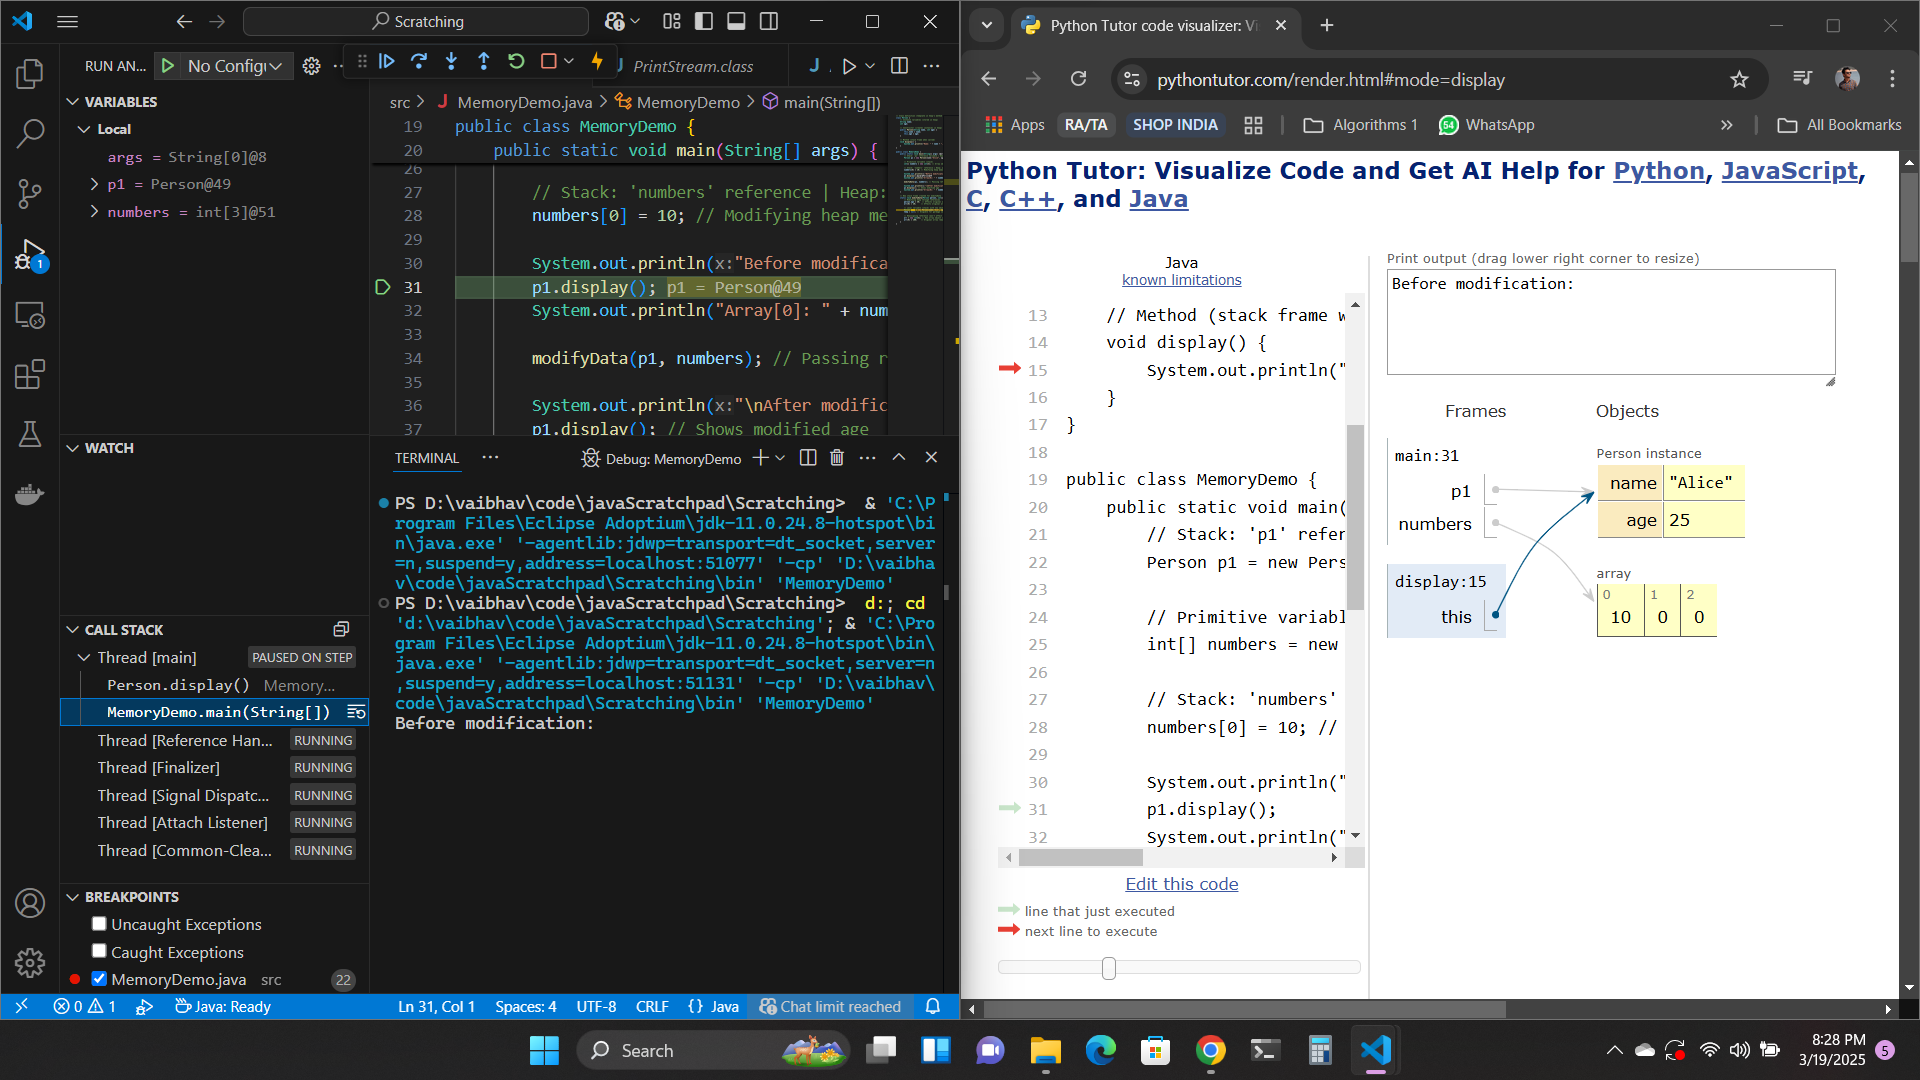 Scratching
RUN AN...
No Configu
PrintStream.class
VARIABLES
Local
args = String[0]@8
p1 = Person@49
numbers = int[3]@51
WATCH
CALL STACK
Thread [main]
PAUSED ON STEP
Person.display() Memory...
MemoryDemo.main(String[])
Thread [Reference Han...
RUNNING
Thread [Finalizer]
RUNNING
Thread [Signal Dispatc...
RUNNING
Thread [Attach Listener]
RUNNING
Thread [Common-Clea...
RUNNING
BREAKPOINTS
Uncaught Exceptions
Caught Exceptions
MemoryDemo.java src 22
1
src > J MemoryDemo.java > MemoryDemo > main(String[])
19 public class MemoryDemo {
20 public static void main(String[] args) {
26
27 // Stack: 'numbers' reference | Heap:
28 numbers[0] = 10; // Modifying heap me
29
30 System.out.println(x:"Before modifica
31 p1.display(); p1 = Person@49
32 System.out.println("Array[0]: " + num
33
34 modifyData(p1, numbers); // Passing r
35
36 System.out.println(x:"\nAfter modific
37 p1.display(); // Shows modified age
TERMINAL
Debug: MemoryDemo
PS D:\vaibhav\code\javaScratchpad\Scratching> & 'C:\P
rogram Files\Eclipse Adoptium\jdk-11.0.24.8-hotspot\bi
n\java.exe' '-agentlib:jdwp=transport=dt_socket,server
=n,suspend=y,address=localhost:51077' '-cp' 'D:\vaibha
v\code\javaScratchpad\Scratching\bin' 'MemoryDemo'
PS D:\vaibhav\code\javaScratchpad\Scratching> d:; cd
'd:\vaibhav\code\javaScratchpad\Scratching'; & 'C:\Pro
gram Files\Eclipse Adoptium\jdk-11.0.24.8-hotspot\bin\
java.exe' '-agentlib:jdwp=transport=dt_socket,server=n
,suspend=y,address=localhost:51131' '-cp' 'D:\vaibhav\
code\javaScratchpad\Scratching\bin' 'MemoryDemo'
Before modification:
0 1
Java: Ready
Ln 31, Col 1
Spaces: 4
UTF-8
CRLF
{} Java
Chat limit reached
Python Tutor code visualizer: Vi
pythontutor.com/render.html#mode=display
Apps
RA/TA
SHOP INDIA
Algorithms 1
54
WhatsApp
All Bookmarks
Python Tutor: Visualize Code and Get AI Help for Python, JavaScript,
C, C++, and Java
Java
known limitations
13 // Method (stack frame w
14 void display() {
15 System.out.println("
16 }
17 }
18
19 public class MemoryDemo {
20 public static void main(
21 // Stack: 'p1' refer
22 Person p1 = new Pers
23
24 // Primitive variabl
25 int[] numbers = new
26
27 // Stack: 'numbers'
28 numbers[0] = 10; //
29
30 System.out.println("
31 p1.display();
32 System.out.println("
Edit this code
line that just executed
next line to execute
Print output (drag lower right corner to resize)
Before modification:
Frames
Objects
main:31
p1
numbers
display:15
this
Person instance
name "Alice"
age 25
array
0 1 2
10 0 0
Search
8:28 PM
3/19/2025
5